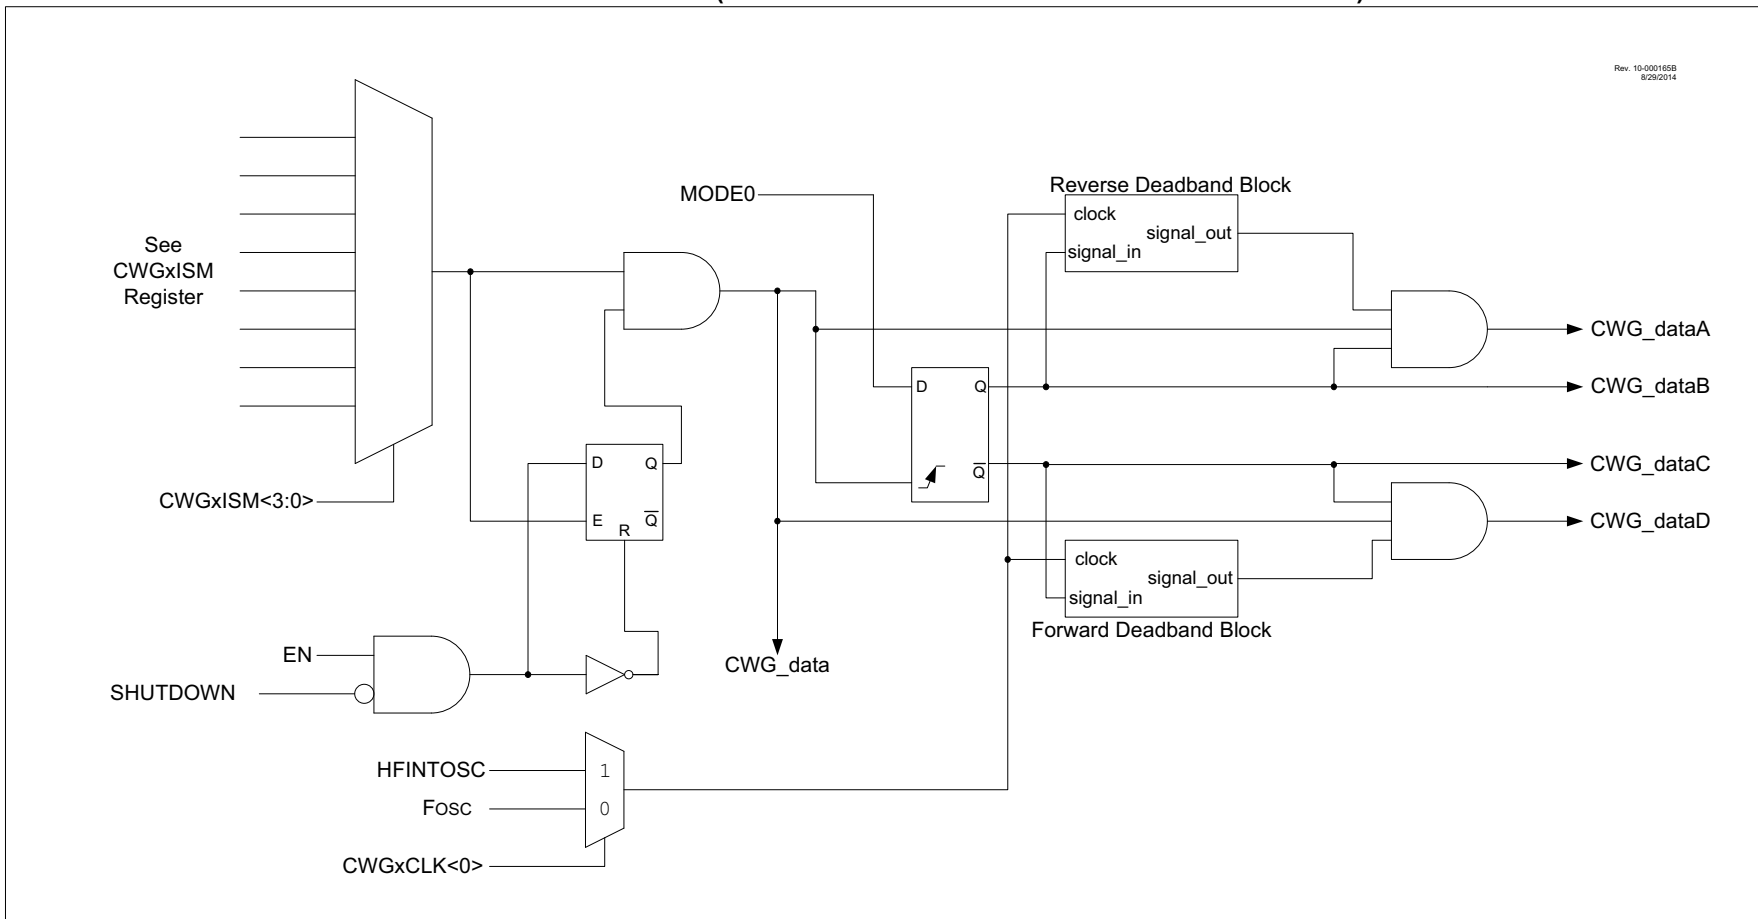 Rev. 10-000165B
8/29/2014
See
CWGxISM
Register
CWGxISM<3:0>
MODE0
Reverse Deadband Block
clock
signal_out
signal_in
CWG_dataA
D
Q
CWG_dataB
Q
CWG_dataC
D
Q
E
Q
R
CWG_dataD
clock
signal_out
signal_in
Forward Deadband Block
EN
SHUTDOWN
CWG_data
HFINTOSC
1
FOSC
0
CWGxCLK<0>